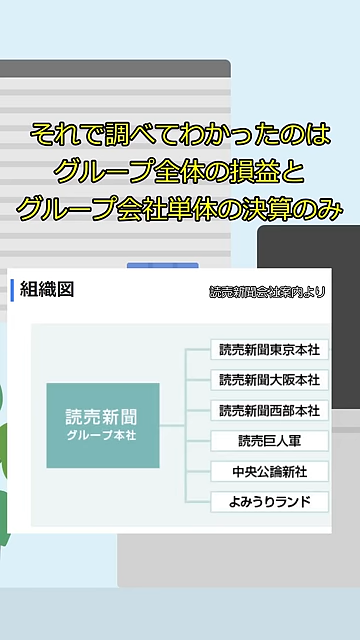 それで調べてわかったのは
グループ全体の損益と
グループ会社単体の決算のみ
組織図
読売新聞会社案内より
読売新聞
グループ本社
読売新聞東京本社
読売新聞大阪本社
読売新聞西部本社
読売巨人軍
中央公論新社
よみうりランド